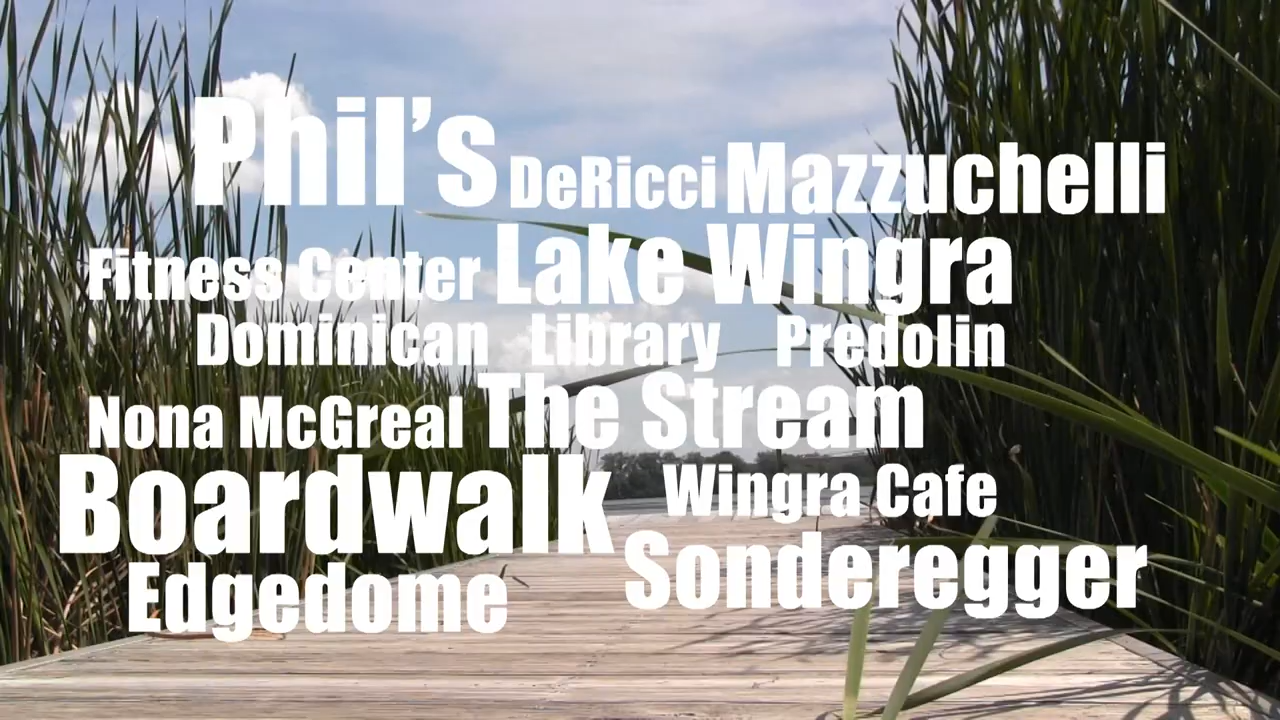 Phil's DeRicci Mazzuchelli
Fitness Center Lake Wingra
Dominican Library Predolin
Nona McGreal The Stream
Boardwalk Wingra Cafe
Edgedome Sonderegger